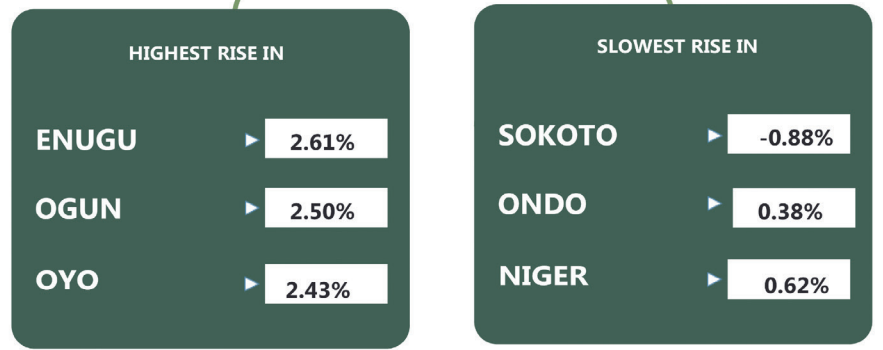 HIGHEST RISE IN
ENUGU 2.61%
OGUN 2.50%
OYO 2.43%
SLOWEST RISE IN
SOKOTO -0.88%
ONDO 0.38%
NIGER 0.62%